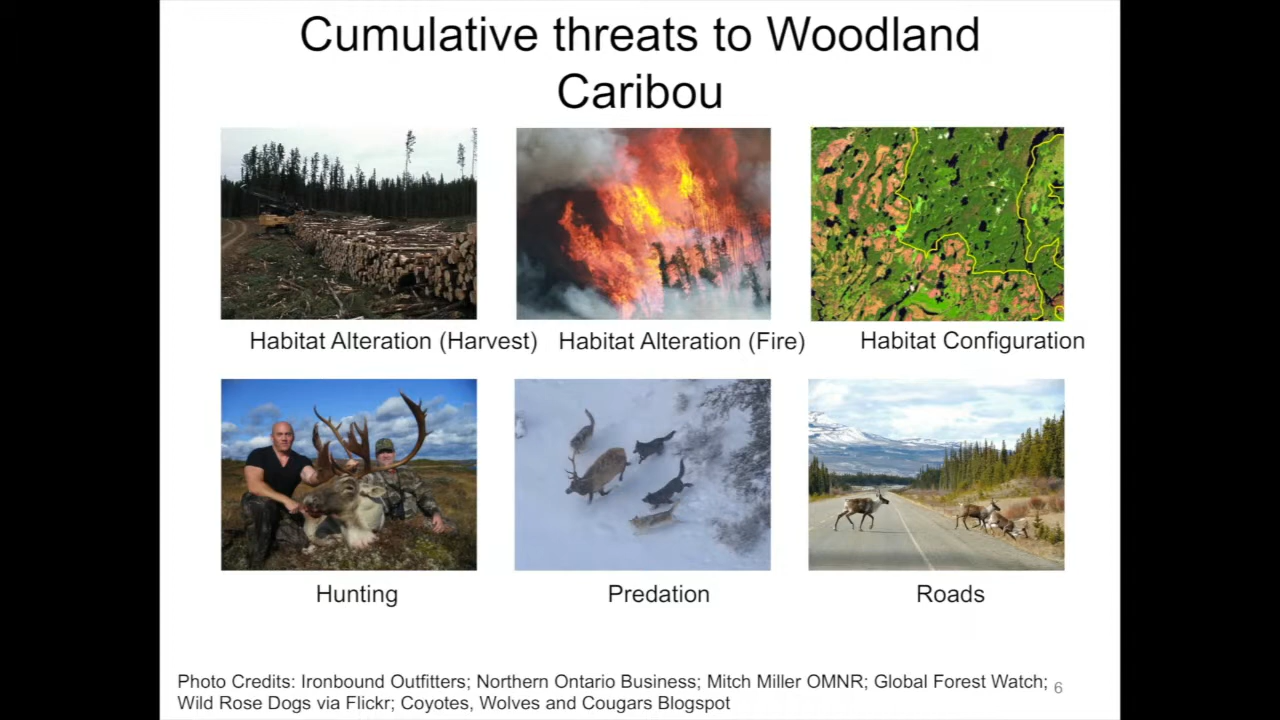 Cumulative threats to Woodland
Caribou
Habitat Alteration (Harvest)
Habitat Alteration (Fire)
Habitat Configuration
Hunting
Predation
Roads
Photo Credits: Ironbound Outfitters; Northern Ontario Business; Mitch Miller OMNR; Global Forest Watch;
Wild Rose Dogs via Flickr; Coyotes, Wolves and Cougars Blogspot
6